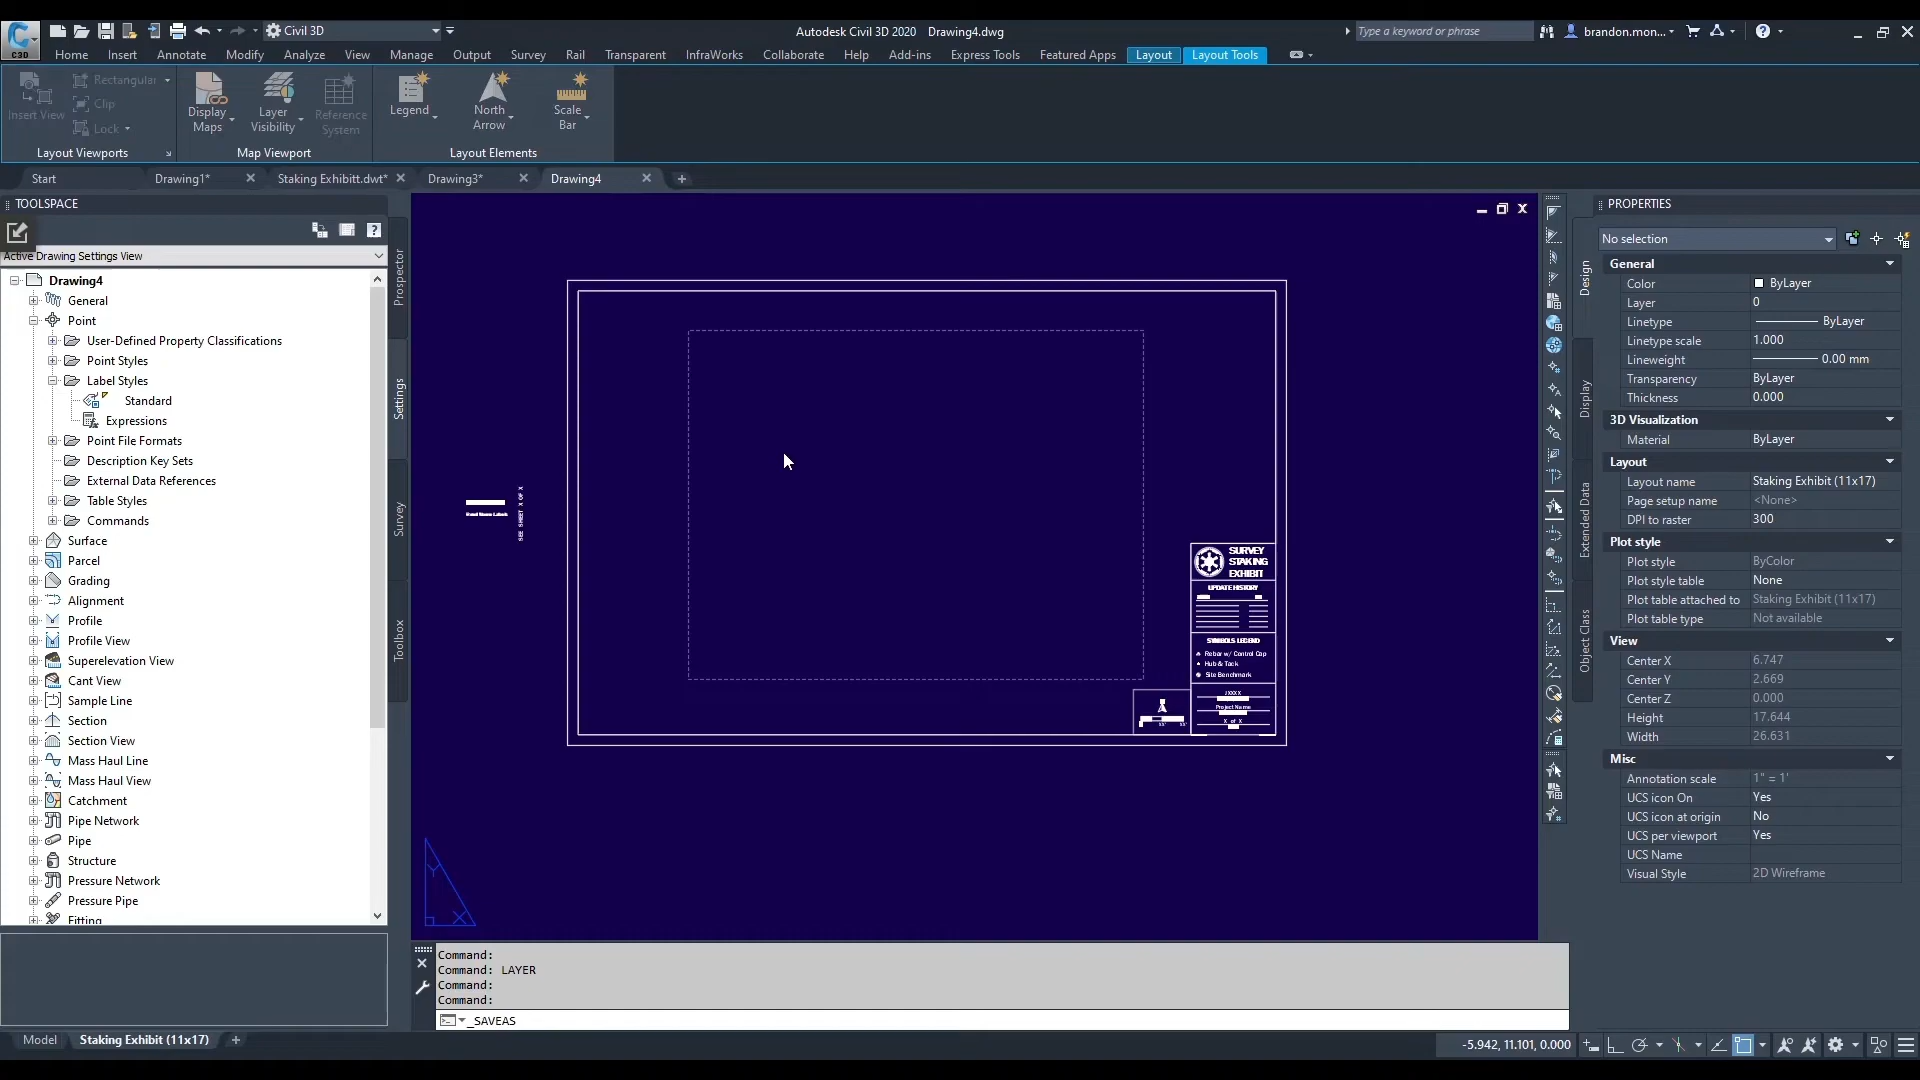 Civil 3D
Autodesk Civil 3D 2020 Drawing4.dwg
Type a keyword or phrase
brandon.mon...
C3D
Home Insert Annotate Modify Analyze View Manage Output Survey Rail Transparent InfraWorks Collaborate Help Add-ins Express Tools Featured Apps Layout Layout Tools
Insert View
Rectangular
Clip
Lock
Layout Viewports
Display Maps
Layer Visibility
Reference System
Map Viewport
Legend
North Arrow
Scale Bar
Layout Elements
Start Drawing1* Staking Exhibitt.dwt* Drawing3* Drawing4
TOOLSPACE
Active Drawing Settings View
Drawing4
General
Point
User-Defined Property Classifications
Point Styles
Label Styles
Standard
Expressions
Point File Formats
Description Key Sets
External Data References
Table Styles
Commands
Surface
Parcel
Grading
Alignment
Profile
Profile View
Superelevation View
Cant View
Sample Line
Section
Section View
Mass Haul Line
Mass Haul View
Catchment
Pipe Network
Pipe
Structure
Pressure Network
Pressure Pipe
Fitting
Prospector
Settings
Survey
Toolbox
Road Name Labels
SEE SHEET X OF X
SURVEY
STAKING
EXHIBIT
UPDATE HISTORY
SYMBOLS LEGEND
Rebar w/ Control Cap
Hub & Tack
Site Benchmark
JXXXX
Project Name
X of X
Y
X
Command:
Command: LAYER
Command:
Command:
_SAVEAS
Model Staking Exhibit (11x17) +
-5.942, 11.101, 0.000
PROPERTIES
No selection
Design
Display
Extended Data
Object Class
General
Color ByLayer
Layer 0
Linetype ByLayer
Linetype scale 1.000
Lineweight 0.00 mm
Transparency ByLayer
Thickness 0.000
3D Visualization
Material ByLayer
Layout
Layout name Staking Exhibit (11x17)
Page setup name <None>
DPI to raster 300
Plot style
Plot style ByColor
Plot style table None
Plot table attached to Staking Exhibit (11x17)
Plot table type Not available
View
Center X 6.747
Center Y 2.669
Center Z 0.000
Height 17.644
Width 26.631
Misc
Annotation scale 1" = 1'
UCS icon On Yes
UCS icon at origin No
UCS per viewport Yes
UCS Name
Visual Style 2D Wireframe